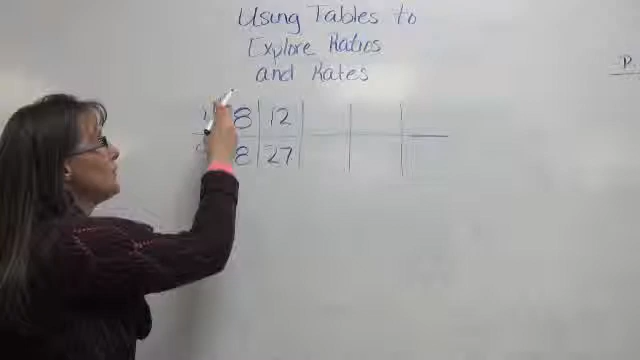 Using Tables to
Explore Ratios
and Rates
P.
8 12
8 27